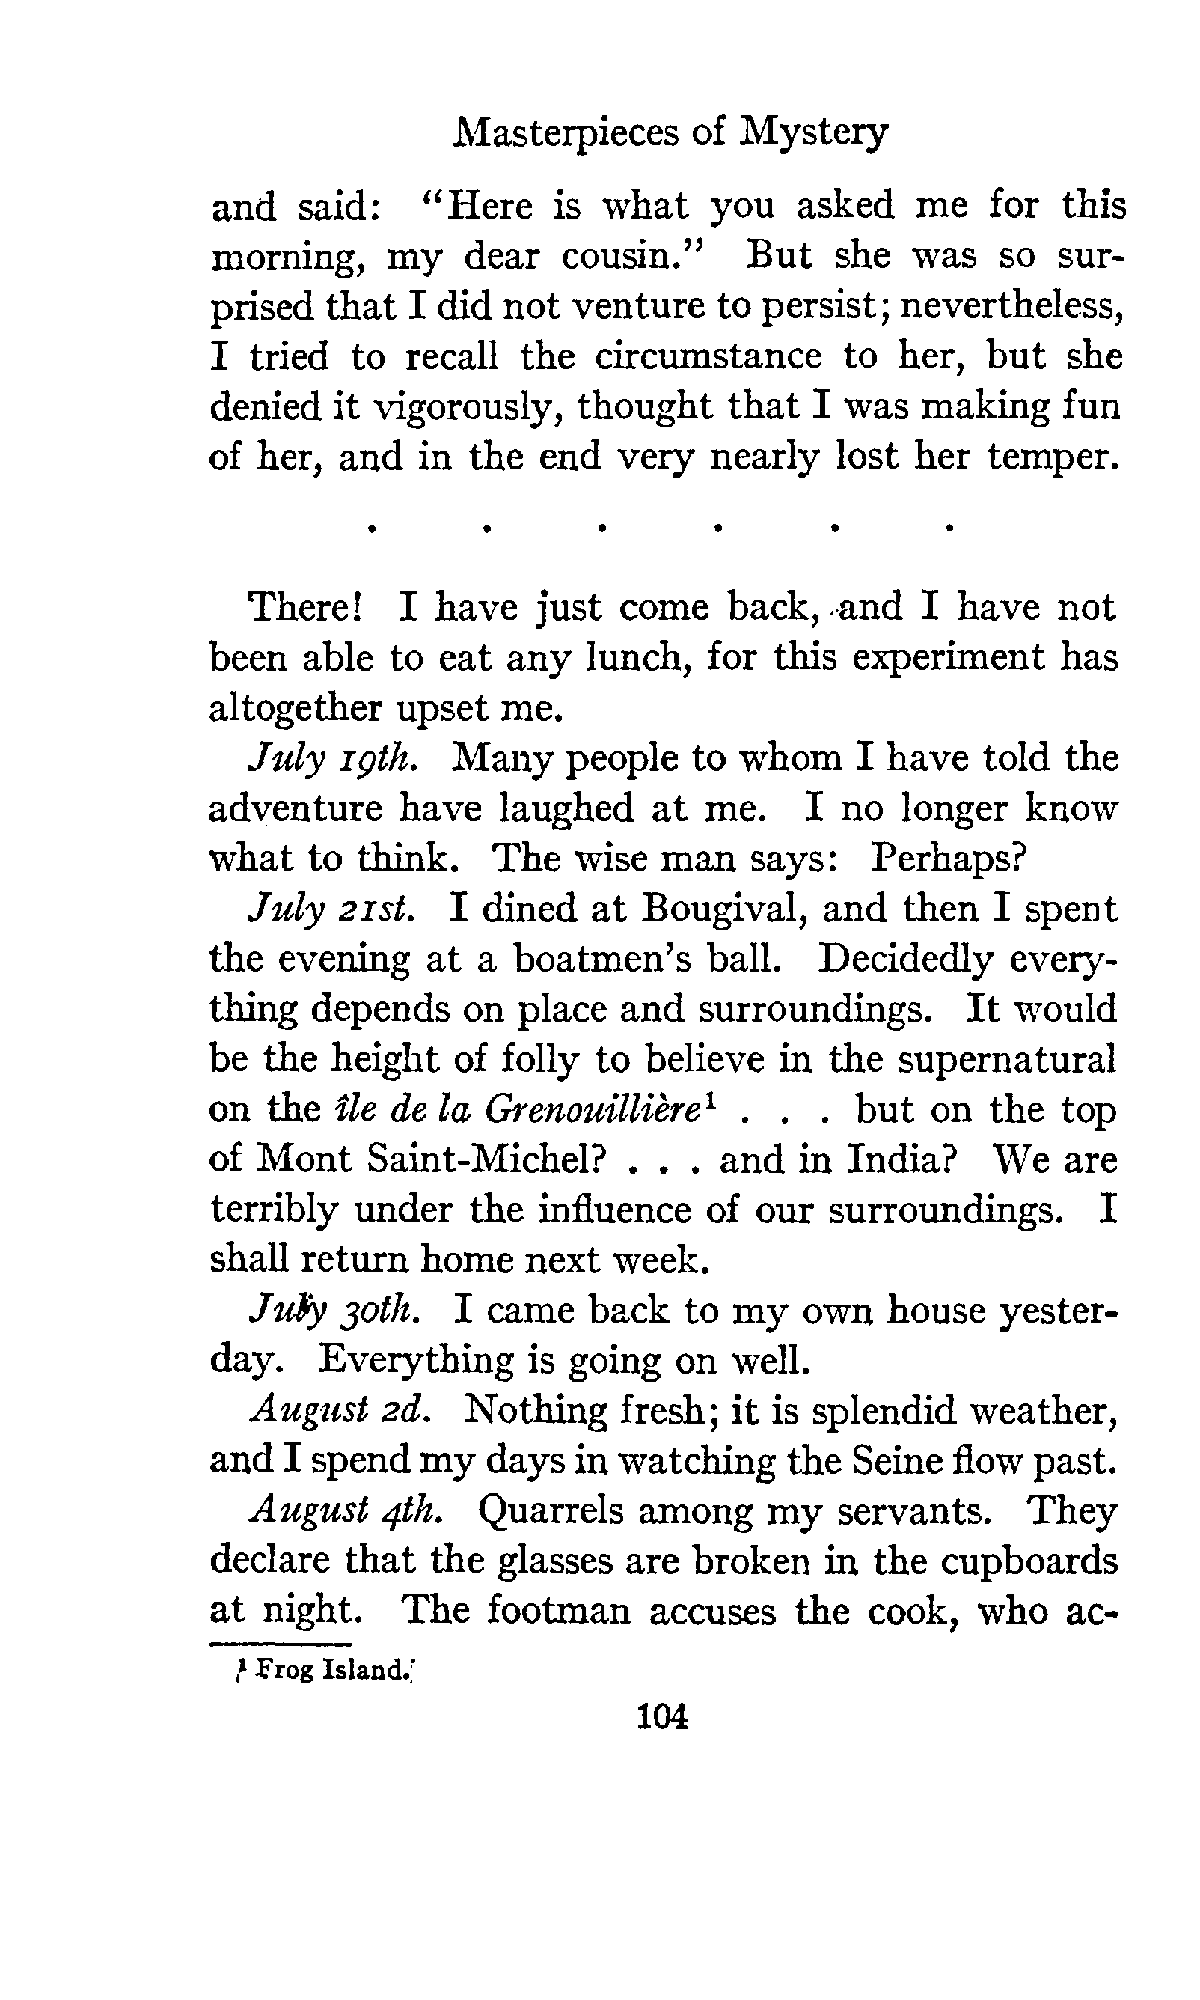 Masterpieces of Mystery
and said: "Here is what you asked me for this
morning, my dear cousin." But she was so sur-
prised that I did not venture to persist; nevertheless,
I tried to recall the circumstance to her, but she
denied it vigorously, thought that I was making fun
of her, and in the end very nearly lost her temper.
. . . . . .
There! I have just come back, and I have not
been able to eat any lunch, for this experiment has
altogether upset me.
July 19th. Many people to whom I have told the
adventure have laughed at me. I no longer know
what to think. The wise man says: Perhaps?
July 21st. I dined at Bougival, and then I spent
the evening at a boatmen's ball. Decidedly every-
thing depends on place and surroundings. It would
be the height of folly to believe in the supernatural
on the île de la Grenouillière¹ . . . but on the top
of Mont Saint-Michel? . . . and in India? We are
terribly under the influence of our surroundings. I
shall return home next week.
July 30th. I came back to my own house yester-
day. Everything is going on well.
August 2d. Nothing fresh; it is splendid weather,
and I spend my days in watching the Seine flow past.
August 4th. Quarrels among my servants. They
declare that the glasses are broken in the cupboards
at night. The footman accuses the cook, who ac-
¹ Frog Island.
104